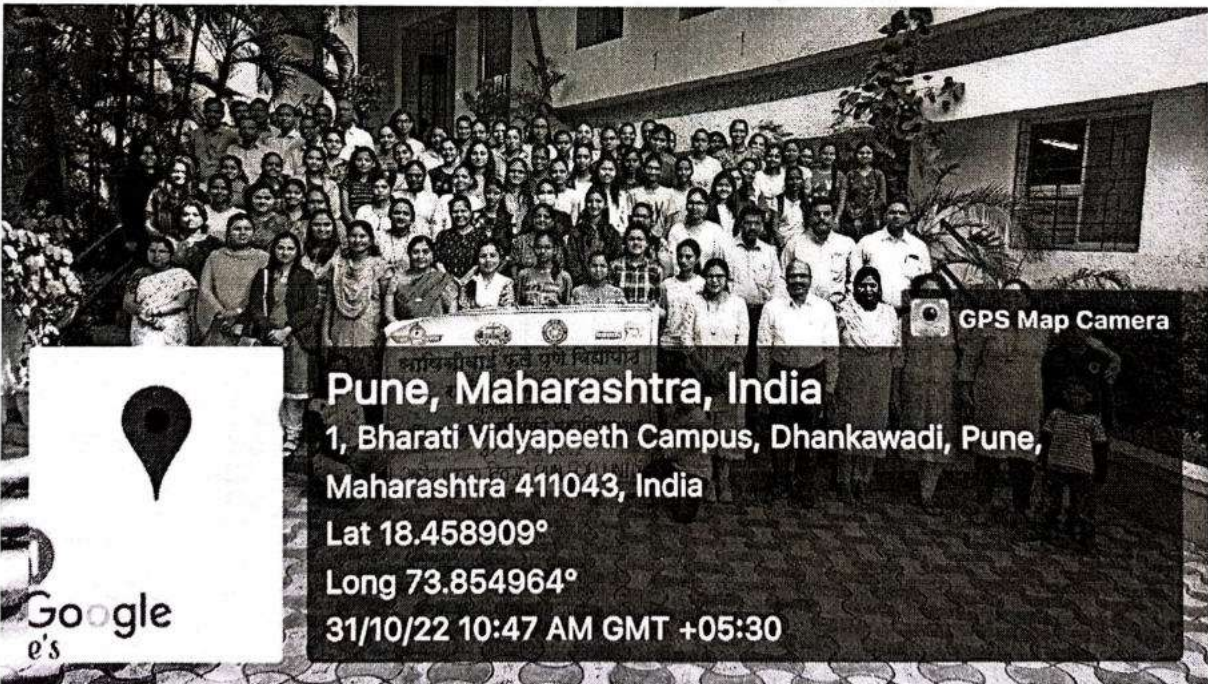 सावित्रीबाई फुले पुणे विद्यापीठ
GPS Map Camera
Pune, Maharashtra, India
1, Bharati Vidyapeeth Campus, Dhankawadi, Pune,
Maharashtra 411043, India
Lat 18.458909°
Long 73.854964°
31/10/22 10:47 AM GMT +05:30
Google
e's